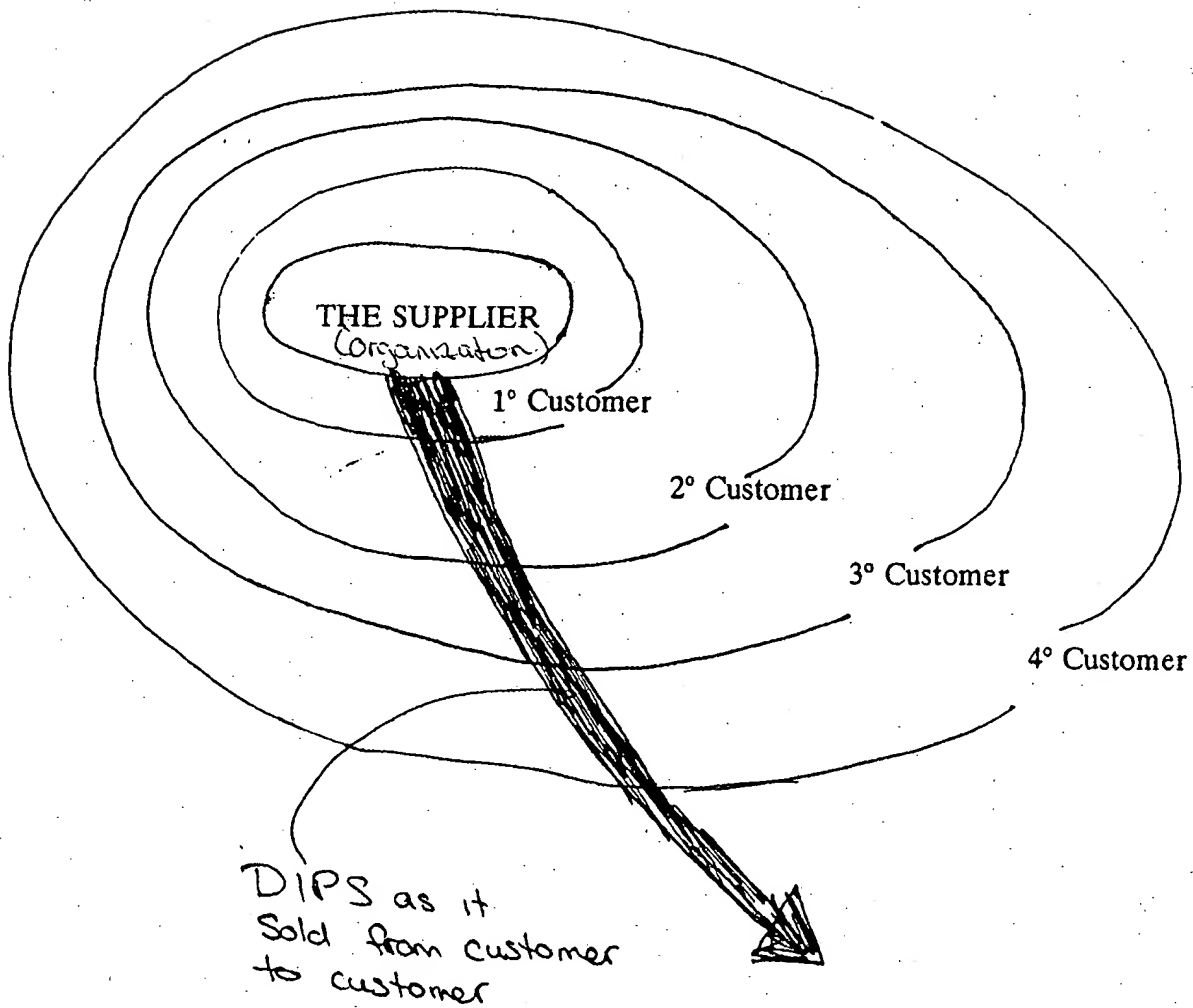 THE SUPPLIER
(organization)
1° Customer
2° Customer
3° Customer
4° Customer
DIPS as it
Sold from customer
to customer